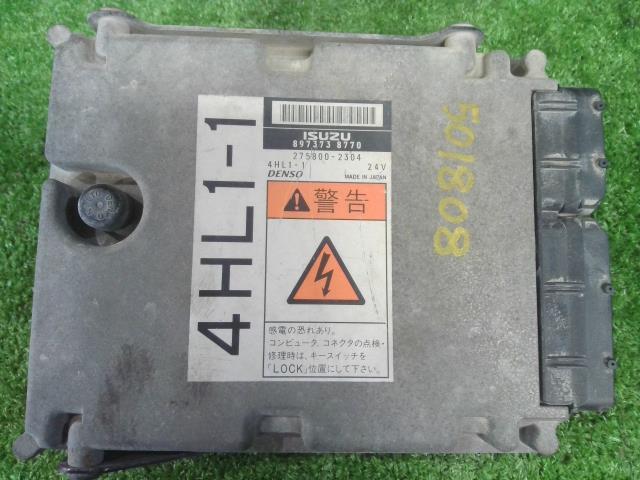 4HL1-1
ISUZU
897373 8770
275800-2304
4HL1-1 24V
DENSO MADE IN JAPAN
警告
感電の恐れあり。
コンピュータ、コネクタの点検・
修理時は、キースイッチを
「LOCK」位置にして下さい。
501808